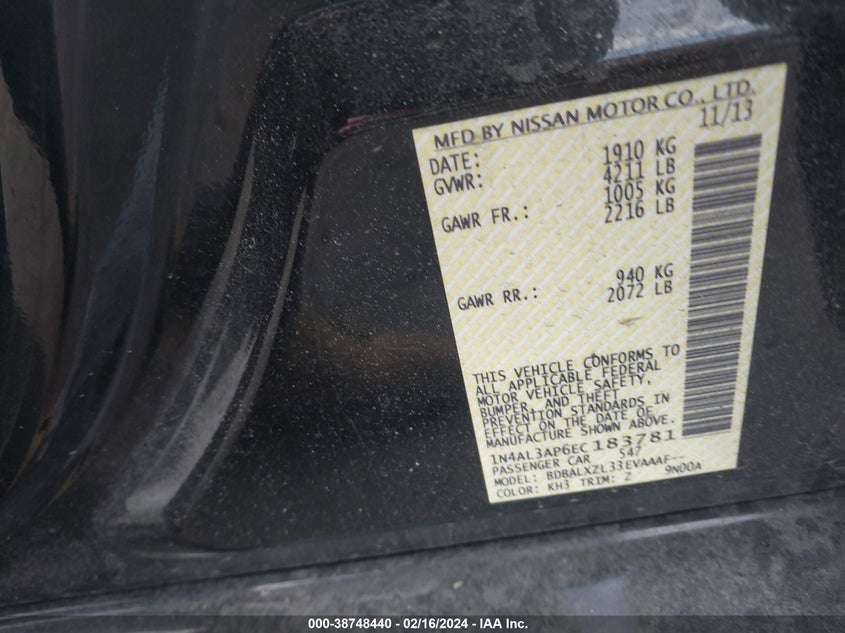 MFD BY NISSAN MOTOR CO., LTD.
DATE: 11/13
GVWR: 1910 KG
4211 LB
GAWR FR.: 1005 KG
2216 LB
GAWR RR.: 940 KG
2072 LB
THIS VEHICLE CONFORMS TO
ALL APPLICABLE FEDERAL
MOTOR VEHICLE SAFETY,
BUMPER, AND THEFT
PREVENTION STANDARDS IN
EFFECT ON THE DATE OF
MANUFACTURE SHOWN ABOVE.
1N4AL3AP6EC183781
PASSENGER CAR 547
MODEL: BDBALXZL33EVAAAF--
COLOR: KH3 TRIM: Z 9N00A
000-38748440 - 02/16/2024 - IAA Inc.